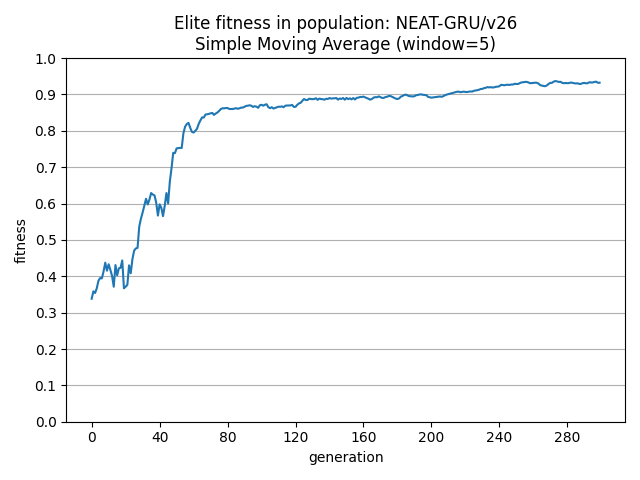 Elite fitness in population: NEAT-GRU/v26
Simple Moving Average (window=5)
fitness
1.0
0.9
0.8
0.7
0.6
0.5
0.4
0.3
0.2
0.1
0.0
0 40 80 120 160 200 240 280
generation